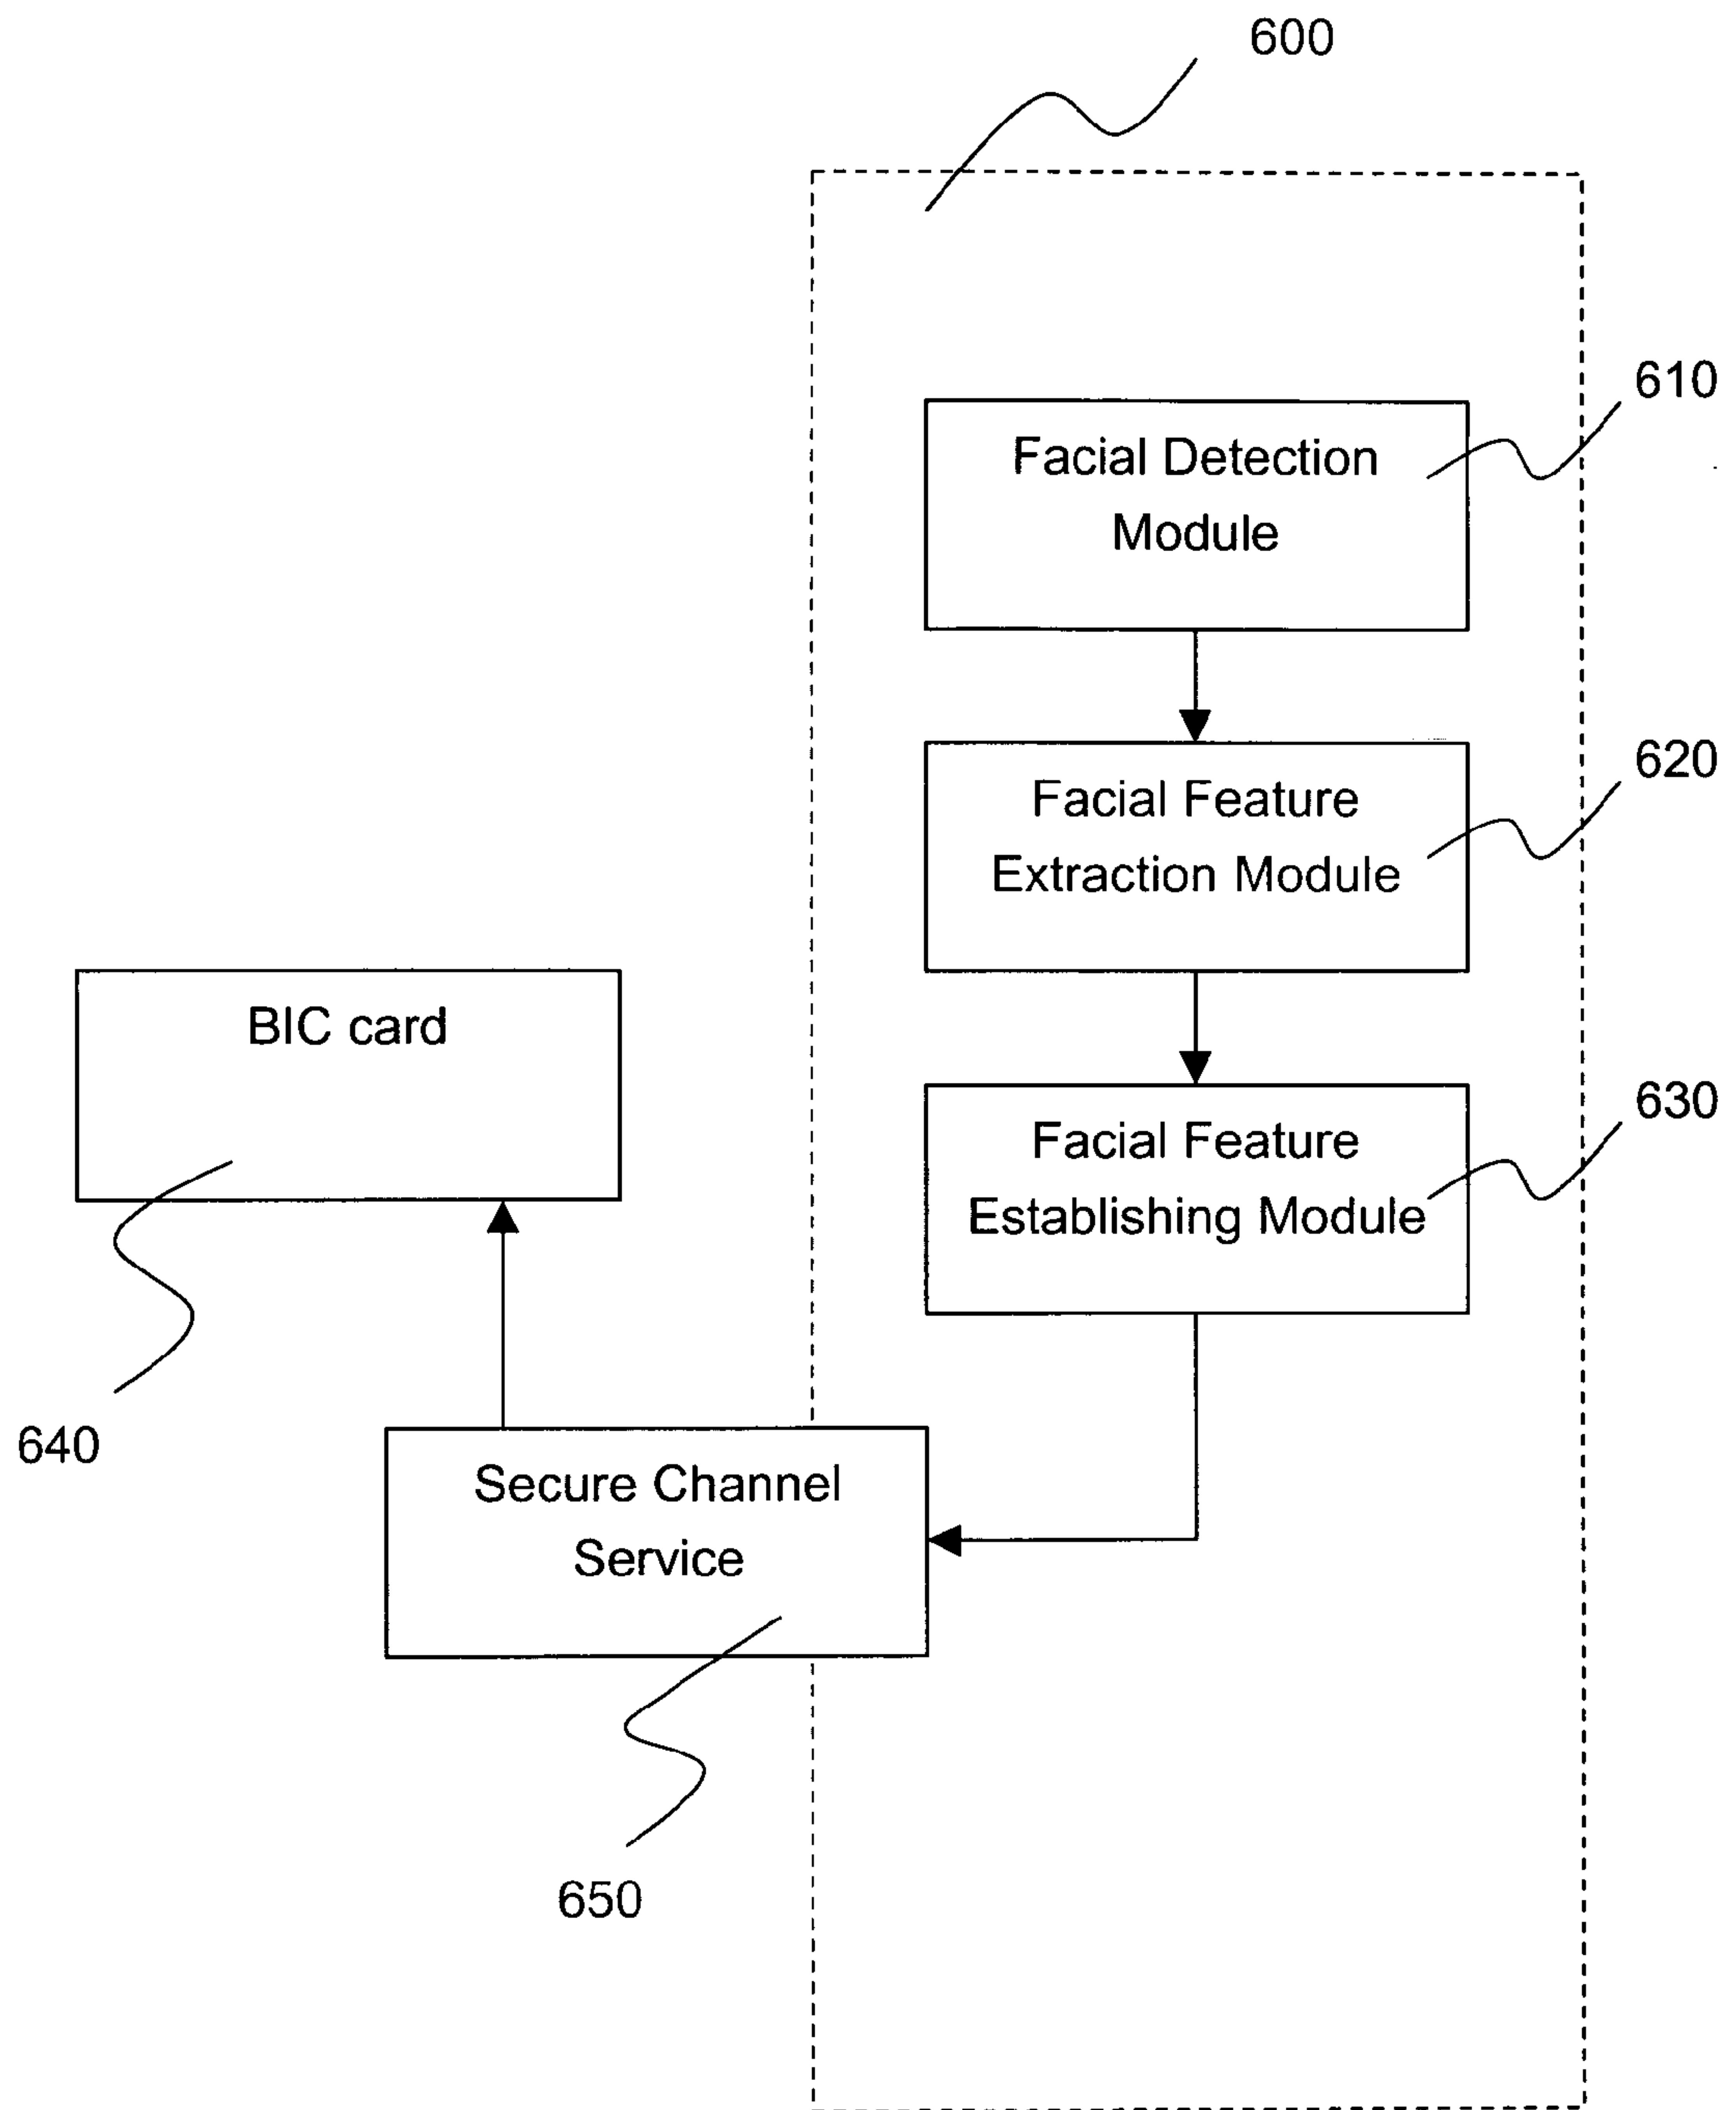 600
610
Facial Detection
Module
620
Facial Feature
Extraction Module
BIC card
630
Facial Feature
Establishing Module
640
Secure Channel
Service
650